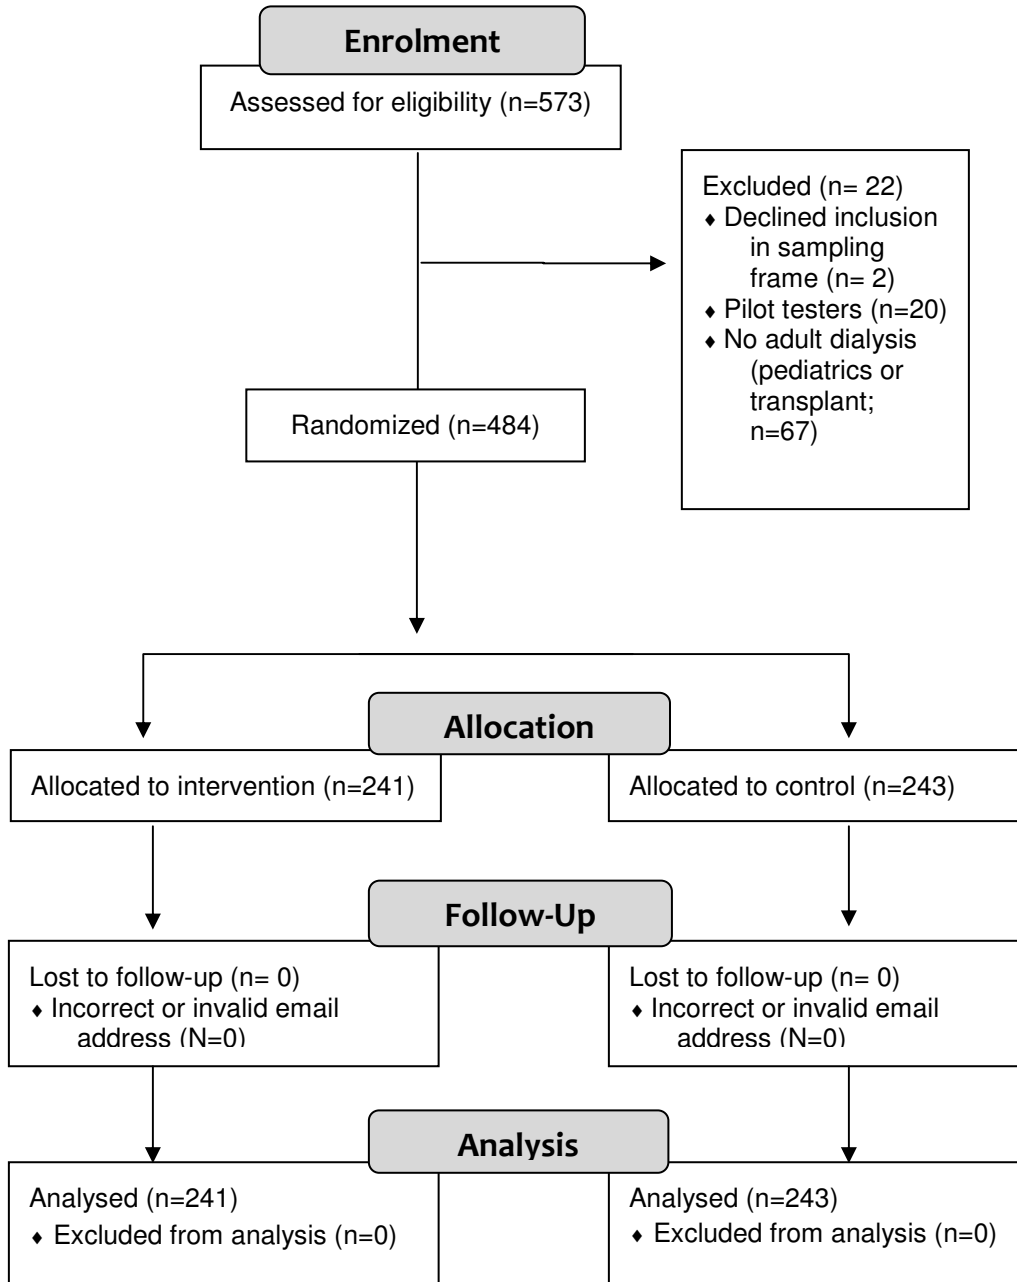 Enrolment
Assessed for eligibility (n=573)
Excluded (n= 22)
♦ Declined inclusion
in sampling
frame (n= 2)
♦ Pilot testers (n=20)
♦ No adult dialysis
(pediatrics or
transplant;
n=67)
Randomized (n=484)
Allocation
Allocated to intervention (n=241)
Allocated to control (n=243)
Follow-Up
Lost to follow-up (n= 0)
♦ Incorrect or invalid email
address (N=0)
Lost to follow-up (n= 0)
♦ Incorrect or invalid email
address (N=0)
Analysis
Analysed (n=241)
♦ Excluded from analysis (n=0)
Analysed (n=243)
♦ Excluded from analysis (n=0)